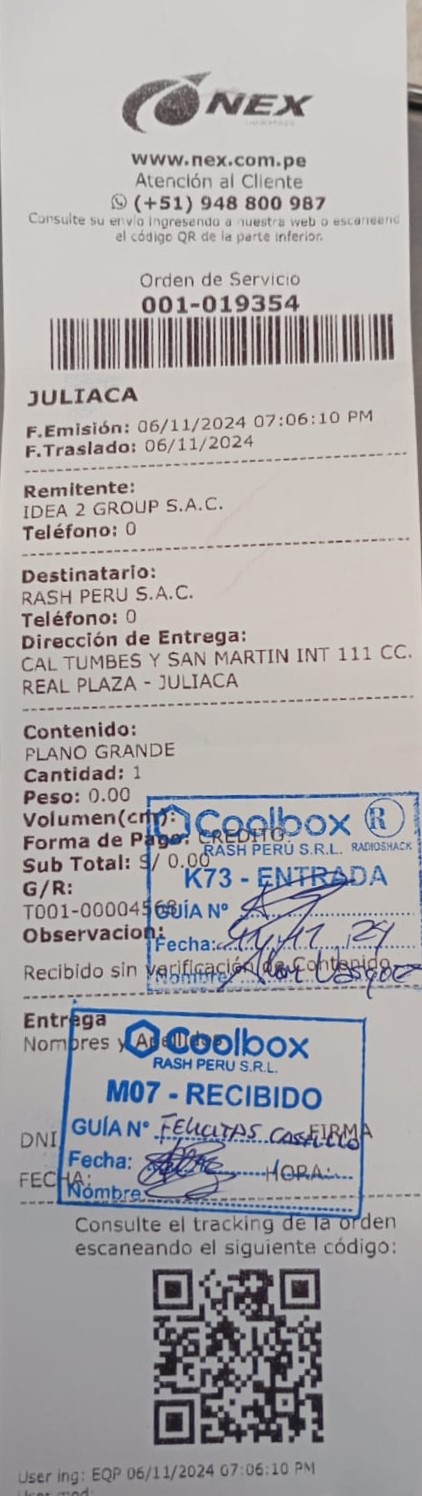 NEX
www.nex.com.pe
Atención al Cliente
(+51) 948 800 987
Consulte su envío ingresando a nuestra web o escaneand
el código QR de la parte inferior.
Orden de Servicio
001-019354
JULIACA
F.Emisión: 06/11/2024 07:06:10 PM
F.Traslado: 06/11/2024
Remitente:
IDEA 2 GROUP S.A.C.
Teléfono: 0
Destinatario:
RASH PERU S.A.C.
Teléfono: 0
Dirección de Entrega:
CAL TUMBES Y SAN MARTIN INT 111 CC.
REAL PLAZA - JULIACA
Contenido:
PLANO GRANDE
Cantidad: 1
Peso: 0.00
Volumen(cm):
Forma de Pago: CREDITO.
Sub Total: S/ 0.00
G/R:
T001-00004568
Observacion:
Recibido sin verificación de Contenido
Coolbox R
RASH PERÚ S.R.L. RADIOSHACK
K73 - ENTRADA
GUÍA N°
Fecha: 11/11/24
Nombre
Entrega
Nombres y Apellidos
DNI FIRMA
FECHA: HORA:
Coolbox
RASH PERU S.R.L.
M07 - RECIBIDO
GUÍA N° FELICITAS CASTILLO
Fecha:
Nombre
Consulte el tracking de la orden
escaneando el siguiente código:
User ing: EQP 06/11/2024 07:06:10 PM
User mod: